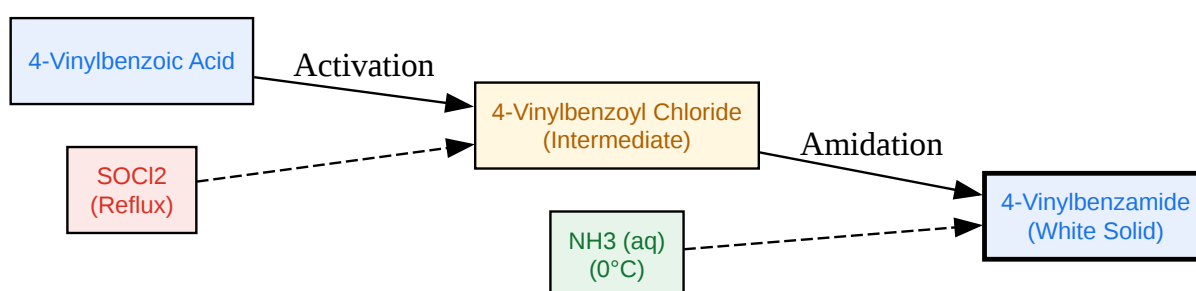 4-Vinylbenzoic Acid
Activation
SOCl2
(Reflux)
4-Vinylbenzoyl Chloride
(Intermediate)
Amidation
NH3 (aq)
(0°C)
4-Vinylbenzamide
(White Solid)